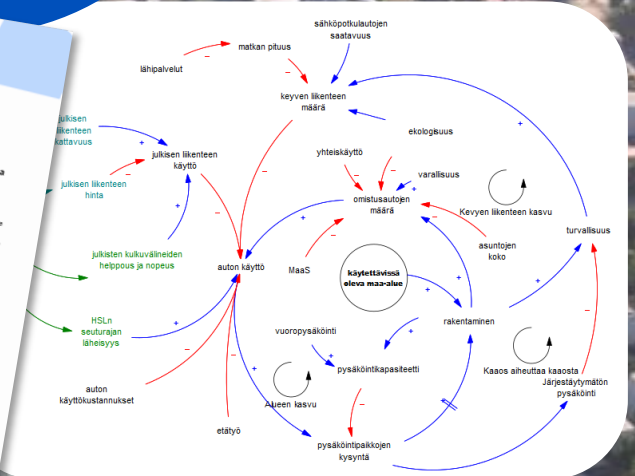 sähköpotkulautojen
saatavuus
matkan pituus
lähipalvelut
keyven liikenteen
määrä
julkisen
liikenteen
kattavuus
ekologisuus
julkisen liikenteen
käyttö
yhteiskäyttö
varallisuus
julkisen liikenteen
hinta
omistusautojen
määrä
Kevyen liikenteen kasvu
turvallisuus
asuntojen
koko
julkisten kulkuvälineiden
helppous ja nopeus
auton käyttö
MaaS
käytettävissä
oleva maa-alue
HSLn
seuturajan
läheisyys
rakentaminen
vuoropysäköinti
pysäköintikapasiteetti
Kaaos aiheuttaa kaaosta
Järjestäytymätön
pysäköinti
auton
käyttökustannukset
Alueen kasvu
etätyö
pysäköintipaikkojen
kysyntä